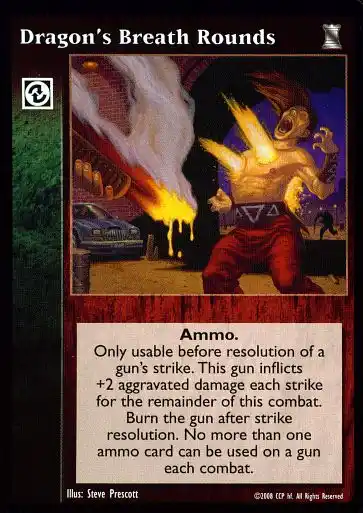 Dragon's Breath Rounds
Ammo.
Only usable before resolution of a
gun's strike. This gun inflicts
+2 aggravated damage each strike
for the remainder of this combat.
Burn the gun after strike
resolution. No more than one
ammo card can be used on a gun
each combat.
Illus: Steve Prescott
©2008 CCP hf. All Rights Reserved